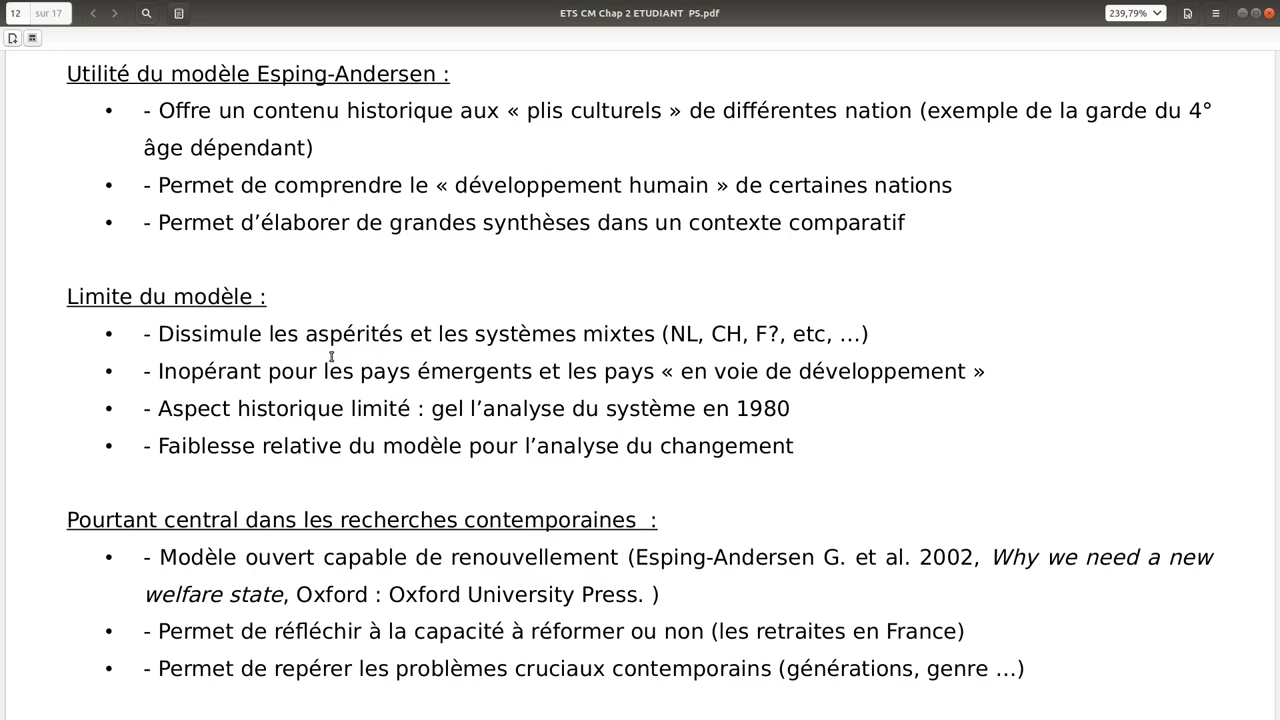 12 sur 17
ETS CM Chap 2 ETUDIANT  PS.pdf
239,79%
Utilité du modèle Esping-Andersen :
• - Offre un contenu historique aux « plis culturels » de différentes nation (exemple de la garde du 4°
âge dépendant)
• - Permet de comprendre le « développement humain » de certaines nations
• - Permet d’élaborer de grandes synthèses dans un contexte comparatif
Limite du modèle :
• - Dissimule les aspérités et les systèmes mixtes (NL, CH, F?, etc, …)
• - Inopérant pour les pays émergents et les pays « en voie de développement »
• - Aspect historique limité : gel l’analyse du système en 1980
• - Faiblesse relative du modèle pour l’analyse du changement
Pourtant central dans les recherches contemporaines  :
• - Modèle ouvert capable de renouvellement (Esping-Andersen G. et al. 2002, Why we need a new
welfare state, Oxford : Oxford University Press. )
• - Permet de réfléchir à la capacité à réformer ou non (les retraites en France)
• - Permet de repérer les problèmes cruciaux contemporains (générations, genre …)